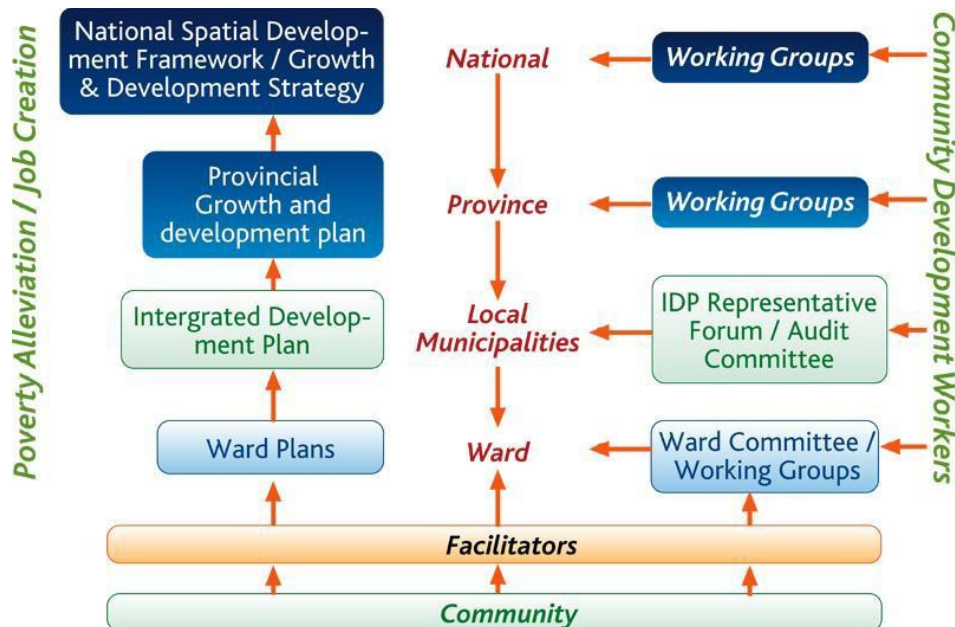 Poverty Alleviation / Job Creation
National Spatial Develop-
ment Framework / Growth
& Development Strategy
Provincial
Growth and
development plan
Intergrated Develop-
ment Plan
Ward Plans
National
Province
Local
Municipalities
Ward
Working Groups
Working Groups
IDP Representative
Forum / Audit
Committee
Ward Committee /
Working Groups
Community Development Workers
Facilitators
Community